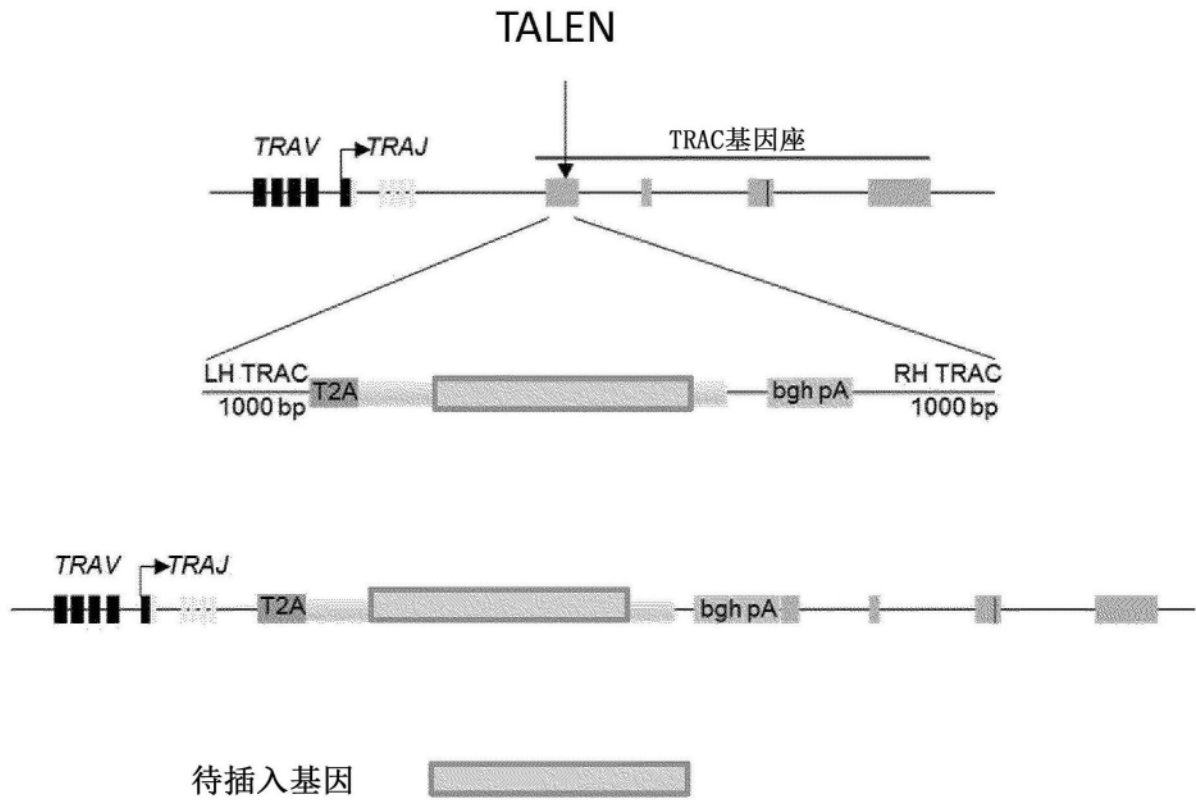 TALEN
TRAV TRAJ TRAC基因座
LH TRAC RH TRAC
T2A bgh pA
1000 bp 1000 bp
TRAV TRAJ
T2A bgh pA
待插入基因